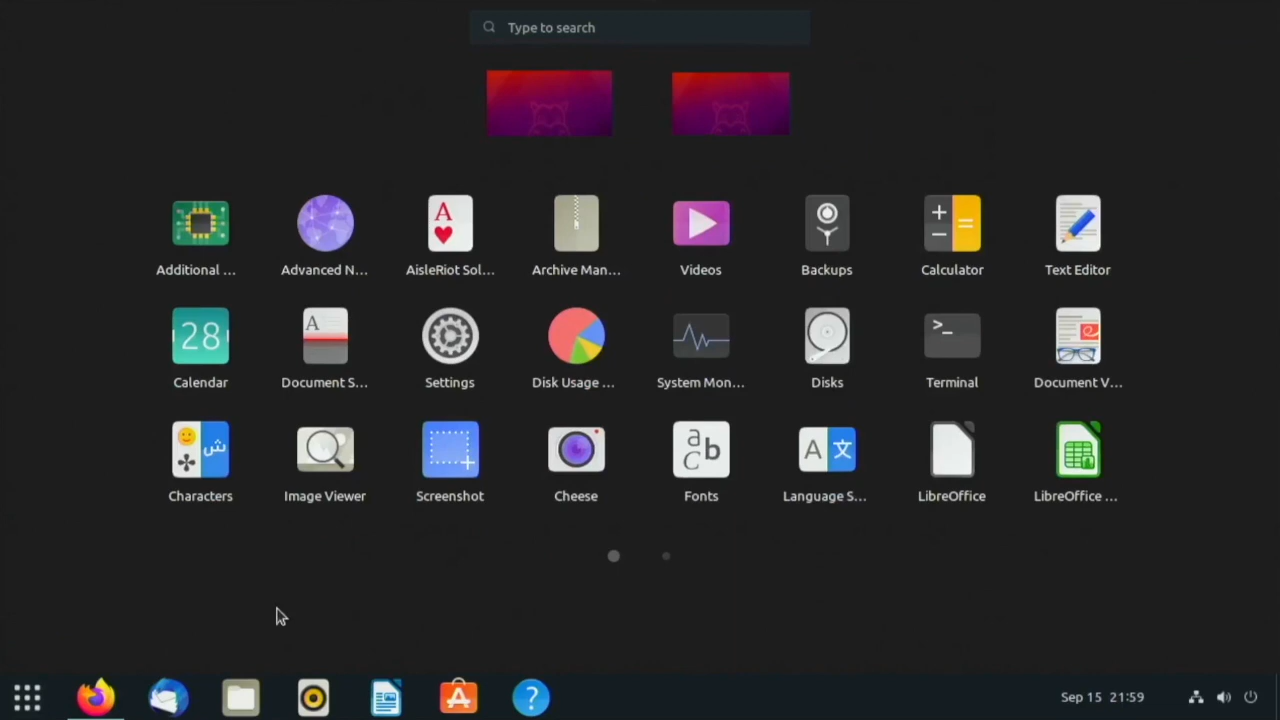 Type to search
Additional ...
Advanced N...
AisleRiot Sol...
Archive Man...
Videos
Backups
Calculator
Text Editor
28
Calendar
A
Document S...
Settings
Disk Usage ...
System Mon...
Disks
>_
Terminal
Document V...
ش
Characters
Image Viewer
Screenshot
Cheese
a b C
Fonts
A 文
Language S...
LibreOffice
LibreOffice ...
Sep 15 21:59